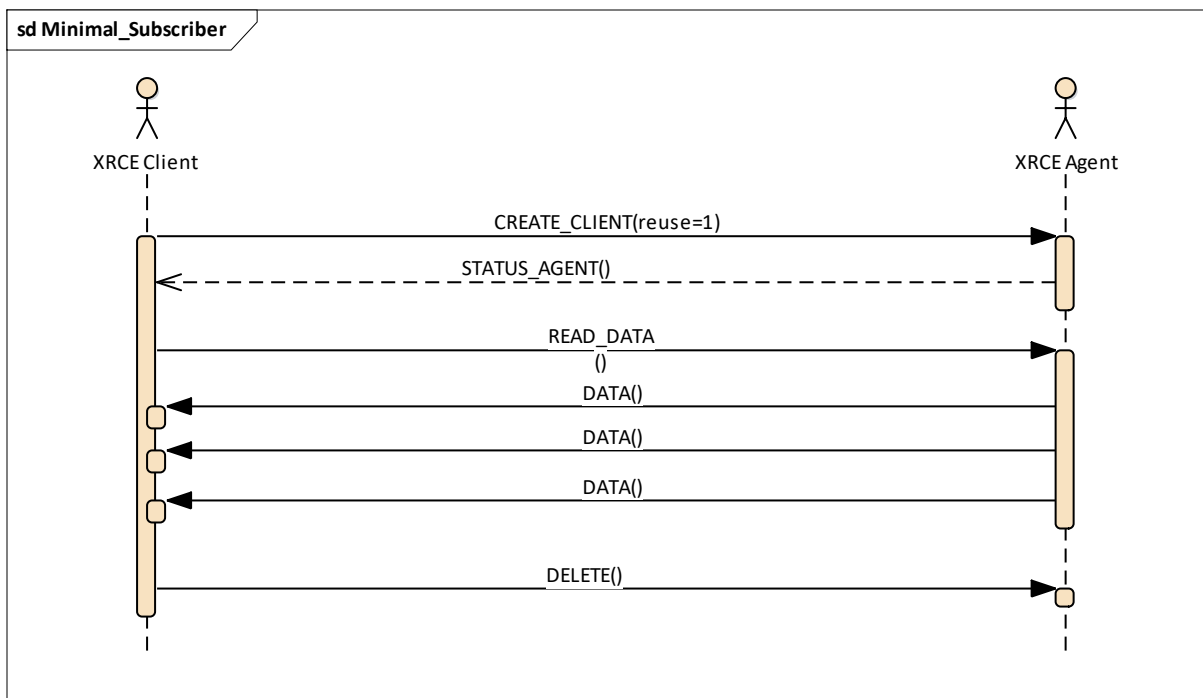 sd Minimal_Subscriber
XRCE Client
XRCE Agent
CREATE_CLIENT(reuse=1)
STATUS_AGENT()
READ_DATA
()
DATA()
DATA()
DATA()
DELETE()